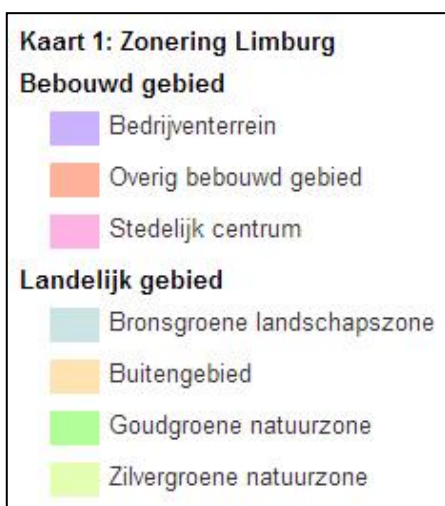 Kaart 1: Zonering Limburg
Bebouwd gebied
Bedrijventerrein
Overig bebouwd gebied
Stedelijk centrum
Landelijk gebied
Bronsgroene landschapszone
Buitengebied
Goudgroene natuurzone
Zilvergroene natuurzone